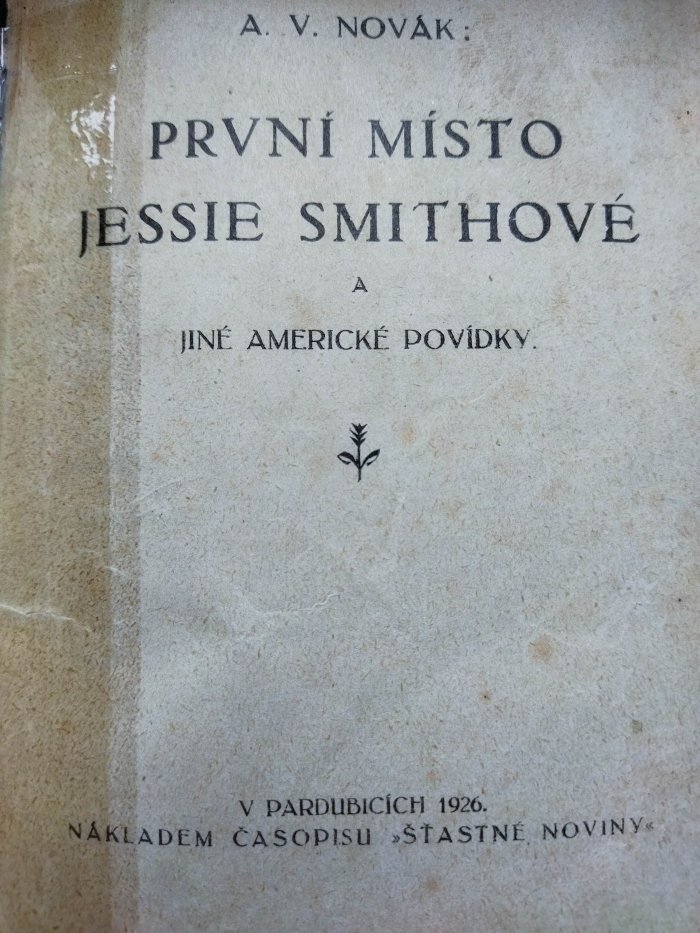 A. V. NOVÁK:
PRVNÍ MÍSTO
JESSIE SMITHOVÉ
A
JINÉ AMERICKÉ POVÍDKY.
V PARDUBICÍCH 1926.
NÁKLADEM ČASOPISU »ŠŤASTNÉ NOVINY«